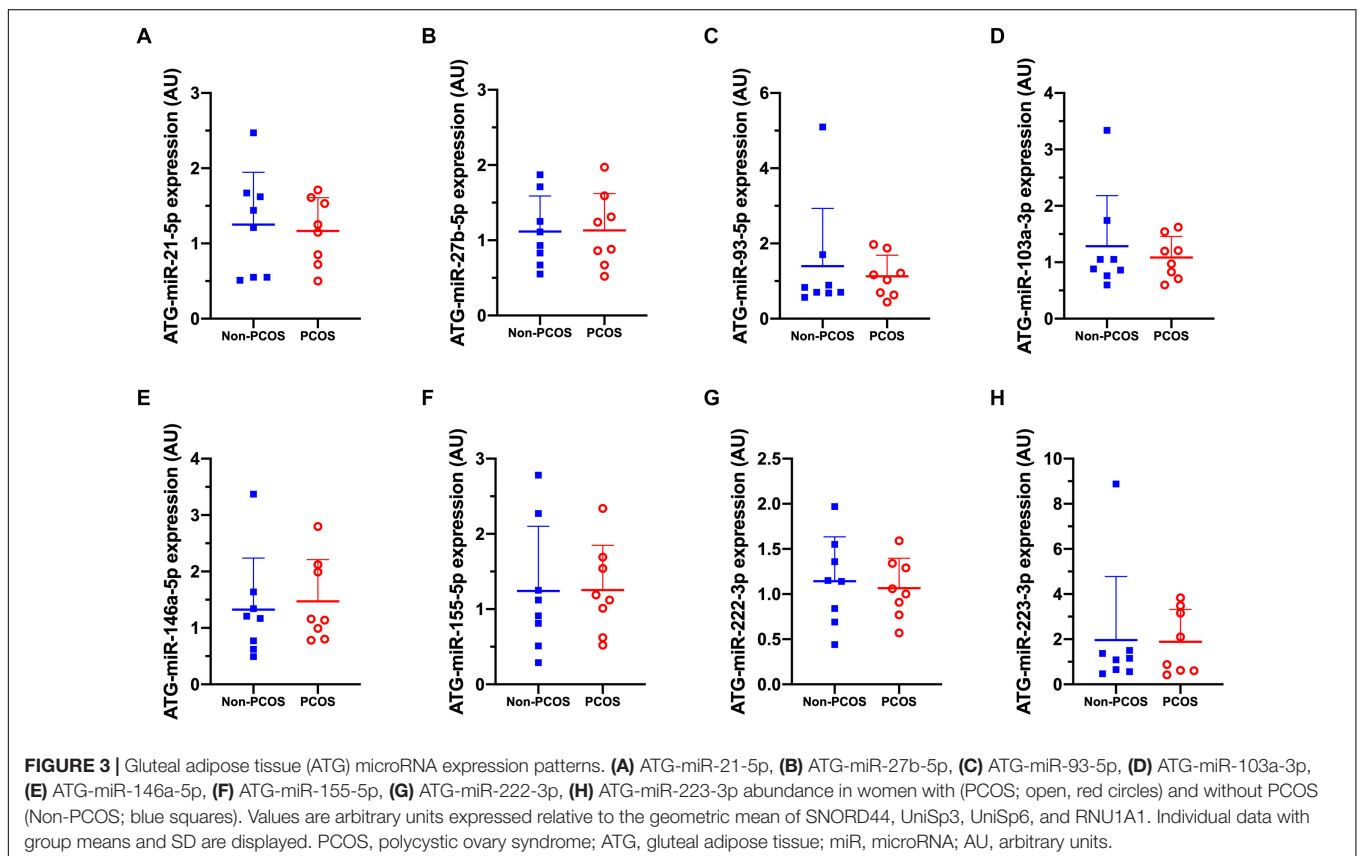 A
B
C
D
ATG-miR-21-5p expression (AU)
3
2
1
0
Non-PCOS PCOS
ATG-miR-27b-5p expression (AU)
3
2
1
0
Non-PCOS PCOS
ATG-miR-93-5p expression (AU)
6
4
2
0
Non-PCOS PCOS
ATG-miR-103a-3p expression (AU)
4
3
2
1
0
Non-PCOS PCOS
E
F
G
H
ATG-miR-146a-5p expression (AU)
4
3
2
1
0
Non-PCOS PCOS
ATG-miR-155-5p expression (AU)
3
2
1
0
Non-PCOS PCOS
ATG-miR-222-3p expression (AU)
2.5
2.0
1.5
1.0
0.5
0.0
Non-PCOS PCOS
ATG-miR-223-3p expression (AU)
10
8
6
4
2
0
Non-PCOS PCOS
FIGURE 3 | Gluteal adipose tissue (ATG) microRNA expression patterns. (A) ATG-miR-21-5p, (B) ATG-miR-27b-5p, (C) ATG-miR-93-5p, (D) ATG-miR-103a-3p,
(E) ATG-miR-146a-5p, (F) ATG-miR-155-5p, (G) ATG-miR-222-3p, (H) ATG-miR-223-3p abundance in women with (PCOS; open, red circles) and without PCOS
(Non-PCOS; blue squares). Values are arbitrary units expressed relative to the geometric mean of SNORD44, UniSp3, UniSp6, and RNU1A1. Individual data with
group means and SD are displayed. PCOS, polycystic ovary syndrome; ATG, gluteal adipose tissue; miR, microRNA; AU, arbitrary units.